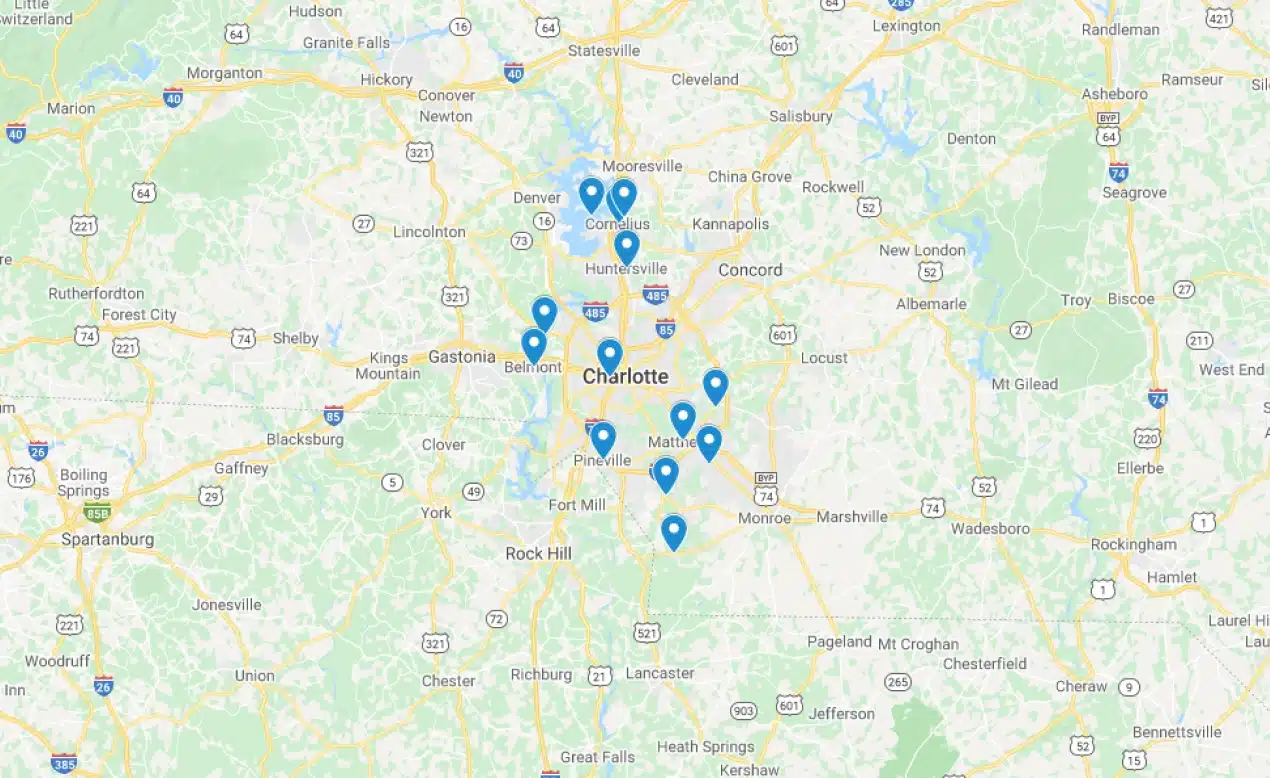 Little
Switzerland
Hudson
64
16
64
Granite Falls
Statesville
601
285
Lexington
421
Randleman
Morganton
Hickory
40
Cleveland
Ramseur
40
Conover
Asheboro
Marion
Newton
Salisbury
BYP
64
40
Denton
321
Mooresville
China Grove
74
64
Denver
Rockwell
Seagrove
52
27
16
Cornelius
Kannapolis
221
Lincolnton
73
New London
Huntersville
Concord
52
Rutherfordton
321
485
27
Albemarle
Troy
Biscoe
Forest City
485
85
27
74
Shelby
74
601
211
221
Kings
Mountain
Gastonia
Belmont
Locust
West End
Charlotte
Mt Gilead
74
85
Blacksburg
Clover
Matthe
220
26
Gaffney
Pineville
Ellerbe
Boiling
Springs
176
5
BYP
74
52
29
49
Fort Mill
74
85B
York
Monroe
Marshville
1
Wadesboro
Spartanburg
Rock Hill
Rockingham
Hamlet
1
Jonesville
72
221
521
321
Pageland
Mt Croghan
Woodruff
Chesterfield
Union
Richburg
21
Lancaster
Chester
265
Cheraw
9
Inn
26
903
601
Jefferson
Bennettsville
Heath Springs
52
Great Falls
15
385
Kershaw